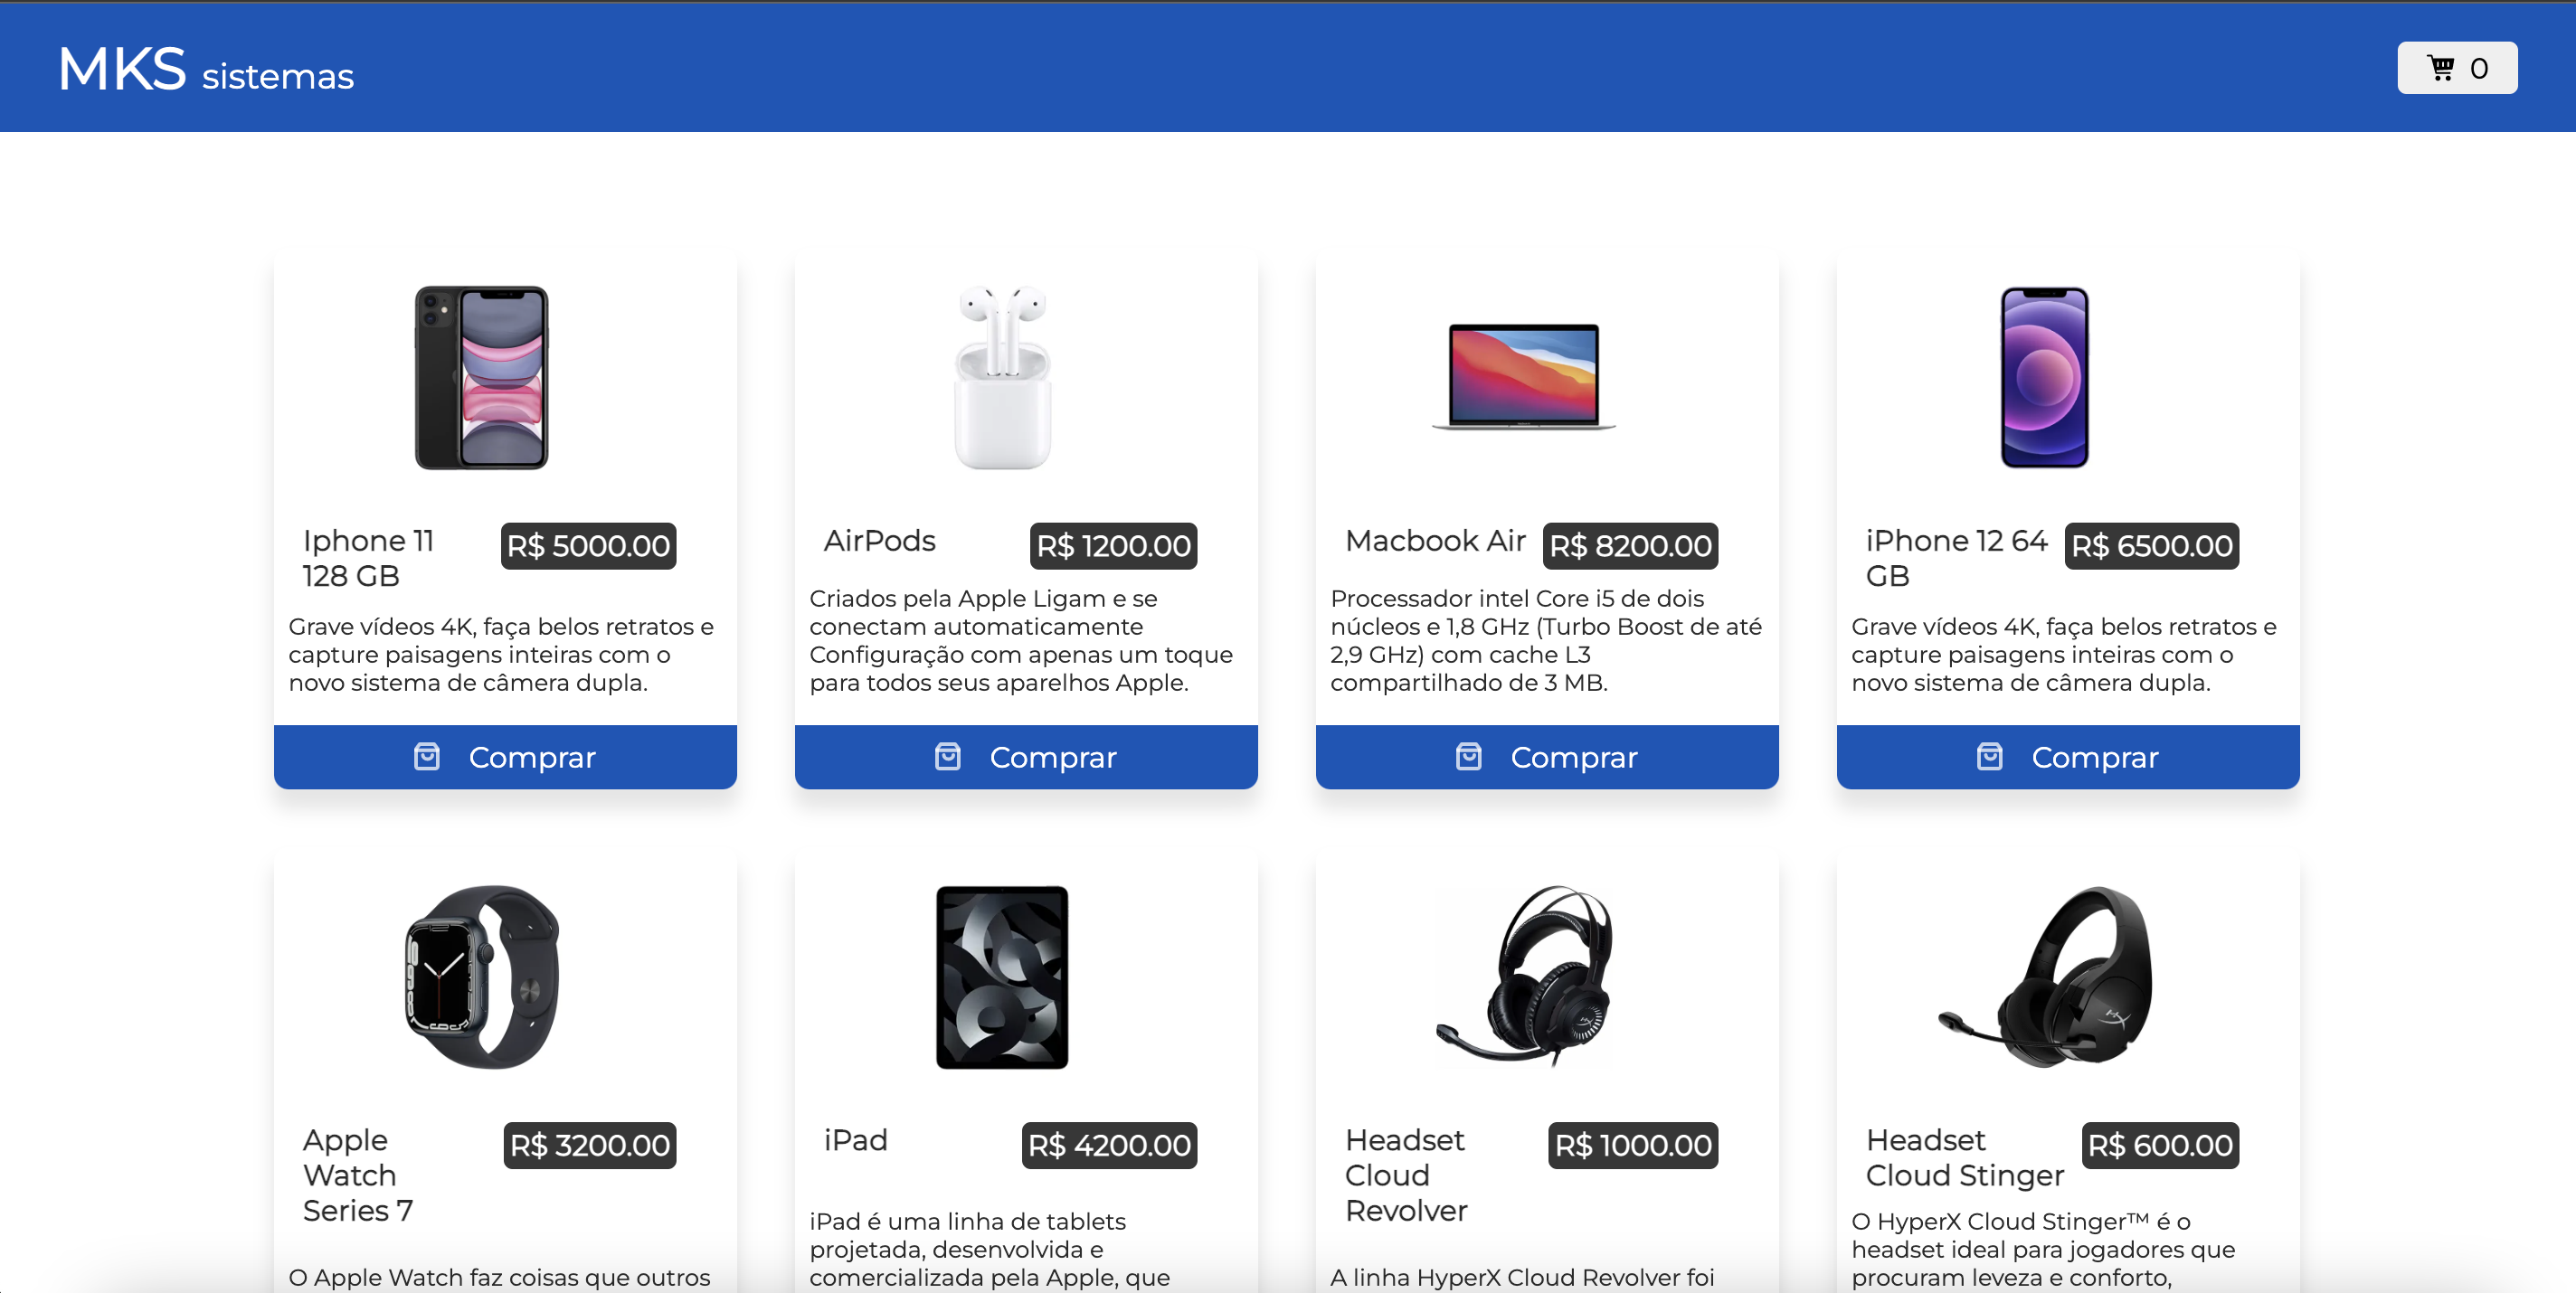 MKS sistemas
0
Iphone 11
128 GB
R$ 5000.00
Grave vídeos 4K, faça belos retratos e
capture paisagens inteiras com o
novo sistema de câmera dupla.
Comprar
AirPods
R$ 1200.00
Criados pela Apple Ligam e se
conectam automaticamente
Configuração com apenas um toque
para todos seus aparelhos Apple.
Comprar
Macbook Air
R$ 8200.00
Processador intel Core i5 de dois
núcleos e 1,8 GHz (Turbo Boost de até
2,9 GHz) com cache L3
compartilhado de 3 MB.
Comprar
iPhone 12 64
GB
R$ 6500.00
Grave vídeos 4K, faça belos retratos e
capture paisagens inteiras com o
novo sistema de câmera dupla.
Comprar
Apple
Watch
Series 7
R$ 3200.00
O Apple Watch faz coisas que outros
iPad
R$ 4200.00
iPad é uma linha de tablets
projetada, desenvolvida e
comercializada pela Apple, que
Headset
Cloud
Revolver
R$ 1000.00
A linha HyperX Cloud Revolver foi
Headset
Cloud Stinger
R$ 600.00
O HyperX Cloud Stinger™ é o
headset ideal para jogadores que
procuram leveza e conforto,